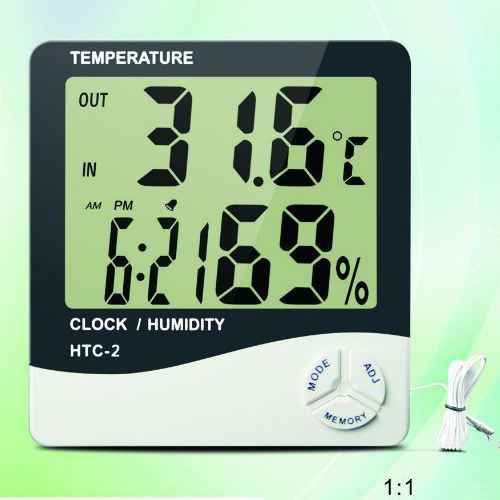 TEMPERATURE
OUT
31.6°C
IN
AM PM
6:21 69%
CLOCK / HUMIDITY
HTC-2
MODE ADJ
MEMORY
1:1